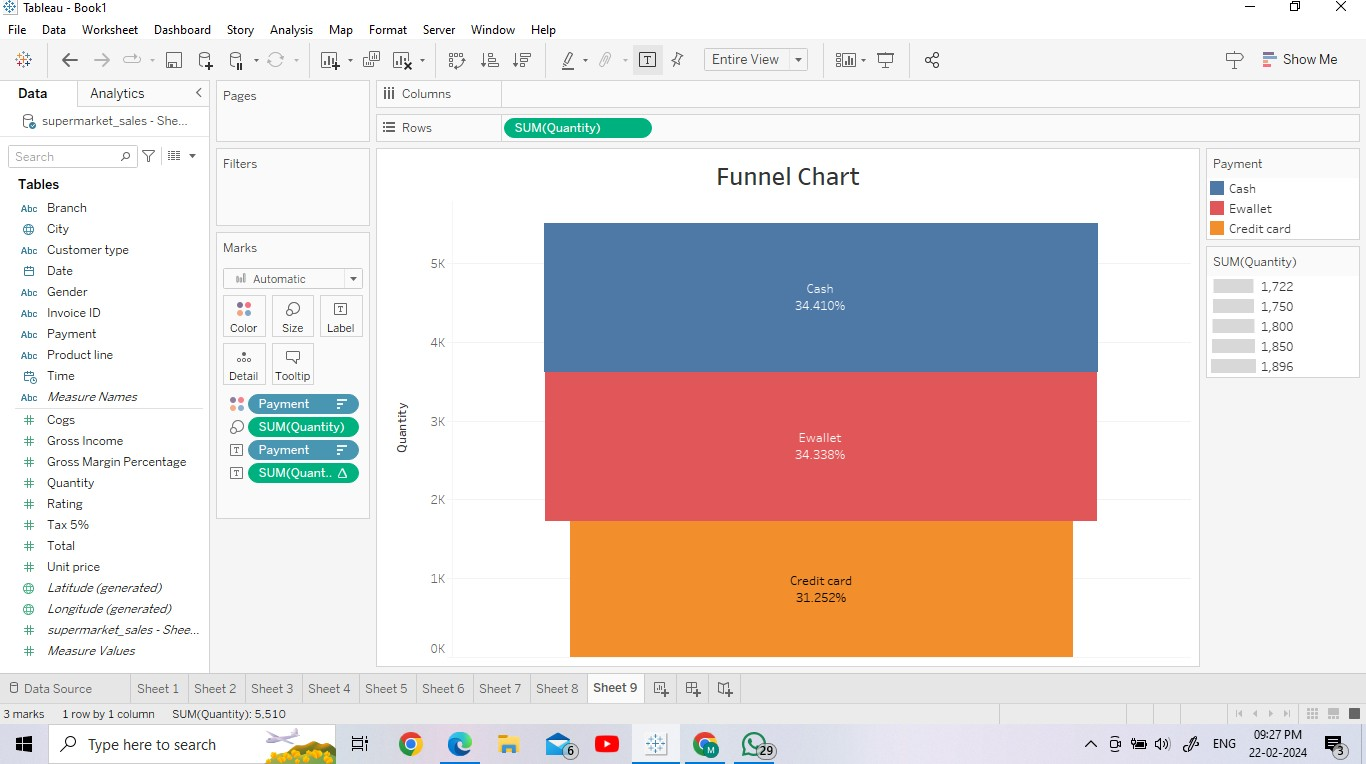 Tableau - Book1
File Data Worksheet Dashboard Story Analysis Map Format Server Window Help
Entire View
Show Me
Data Analytics
supermarket_sales - She...
Search
Tables
Abc Branch
City
Abc Customer type
Date
Abc Gender
Abc Invoice ID
Abc Payment
Abc Product line
Time
Abc Measure Names
# Cogs
# Gross Income
# Gross Margin Percentage
# Quantity
# Rating
# Tax 5%
# Total
# Unit price
Latitude (generated)
Longitude (generated)
# supermarket_sales - Shee...
# Measure Values
Pages
Filters
Marks
Automatic
Color Size Label
Detail Tooltip
Payment
SUM(Quantity)
Payment
SUM(Quant..
Columns
Rows SUM(Quantity)
Funnel Chart
Quantity
5K
4K
3K
2K
1K
0K
Cash
34.410%
Ewallet
34.338%
Credit card
31.252%
Payment
Cash
Ewallet
Credit card
SUM(Quantity)
1,722
1,750
1,800
1,850
1,896
Data Source Sheet 1 Sheet 2 Sheet 3 Sheet 4 Sheet 5 Sheet 6 Sheet 7 Sheet 8 Sheet 9
3 marks 1 row by 1 column SUM(Quantity): 5,510
Type here to search
6
M
29
ENG
09:27 PM
22-02-2024
3